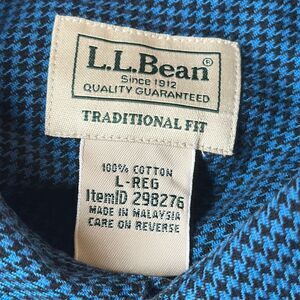 L.L.Bean®
Since 1912
QUALITY GUARANTEED
TRADITIONAL FIT
100% COTTON
L-REG
ItemID 298276
MADE IN MALAYSIA
CARE ON REVERSE